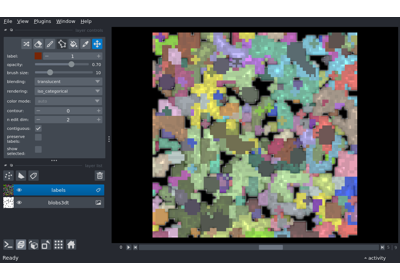 File View Plugins Window Help
label: 1
opacity: 0.70
brush size: 10
blending: translucent
rendering: iso_categorical
color mode:
contour: 0
n edit dim: 2
contiguous:
preserve labels:
show selected:
labels
blobs3dt
0
Ready
activity